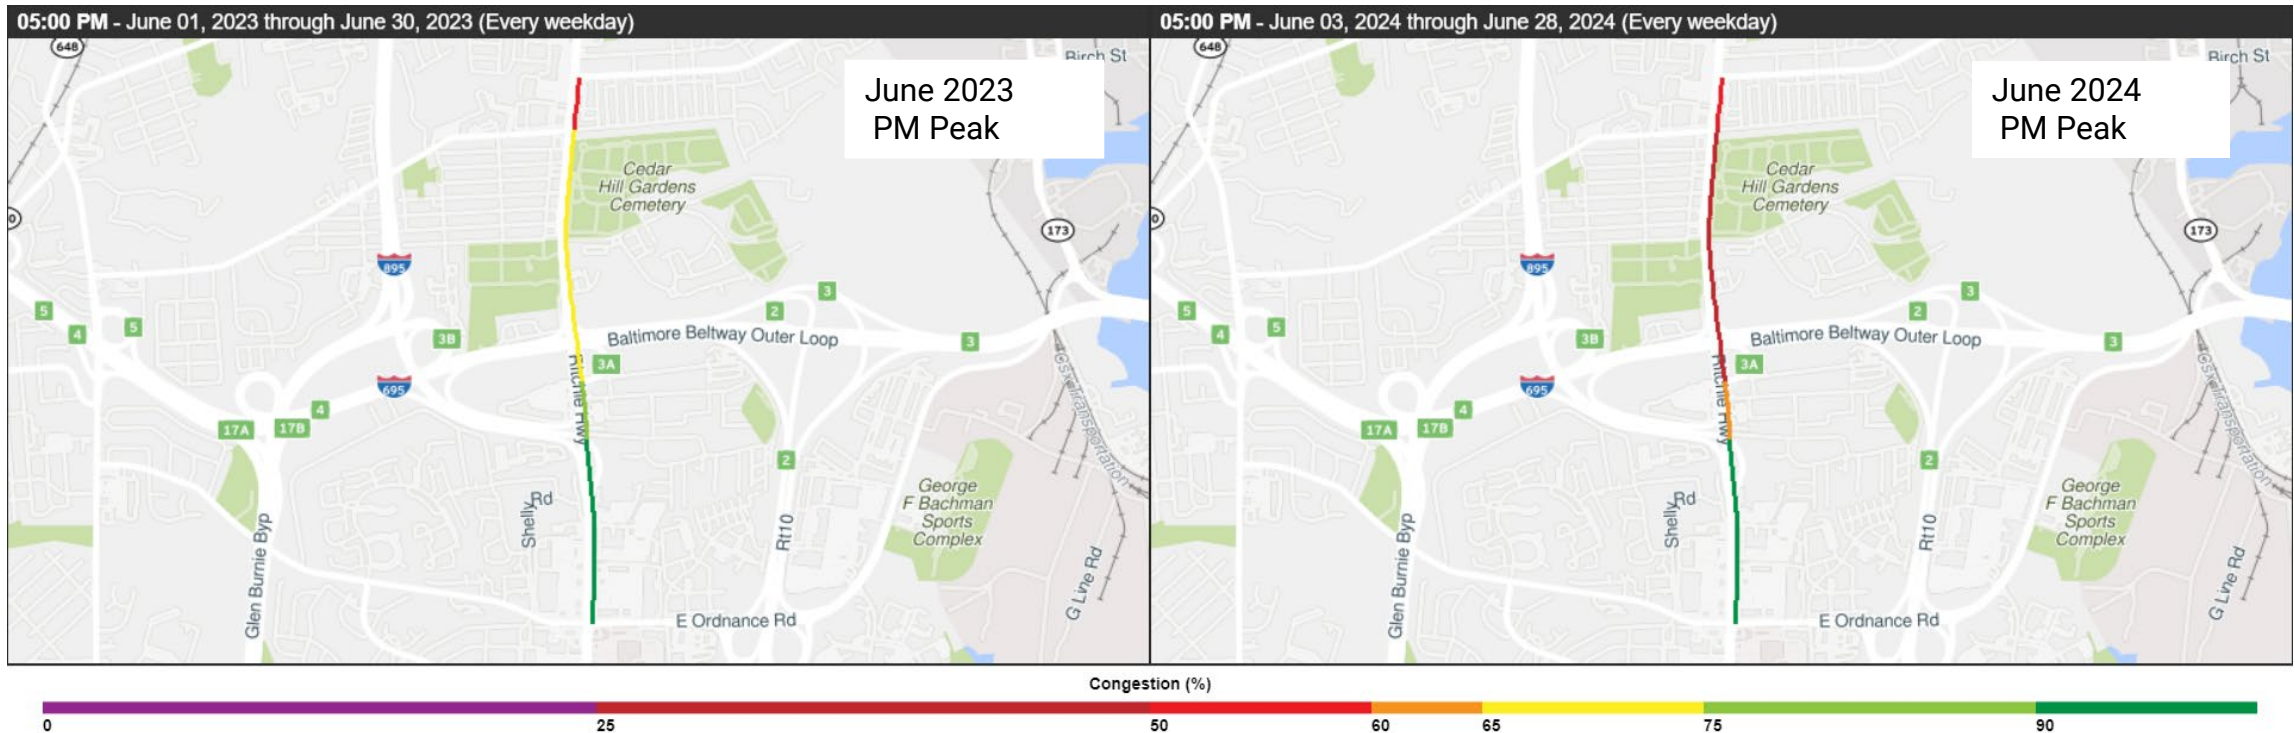 05:00 PM - June 01, 2023 through June 30, 2023 (Every weekday)
648
Birch St
June 2023
PM Peak
Cedar
Hill Gardens
Cemetery
173
0
895
5
4
5
3B
2
3
Baltimore Beltway Outer Loop
3
3A
Ritchie Hwy
695
4
17A
17B
2
CSX Transportation
Shelly Rd
George
F Bachman
Sports
Complex
Rt10
Glen Burnie Byp
G Line Rd
E Ordnance Rd
05:00 PM - June 03, 2024 through June 28, 2024 (Every weekday)
648
Birch St
June 2024
PM Peak
Cedar
Hill Gardens
Cemetery
173
0
895
5
4
5
3B
2
3
Baltimore Beltway Outer Loop
3
3A
Ritchie Hwy
695
4
17A
17B
2
CSX Transportation
Shelly Rd
George
F Bachman
Sports
Complex
Rt10
Glen Burnie Byp
G Line Rd
E Ordnance Rd
Congestion (%)
0 25 50 60 65 75 90